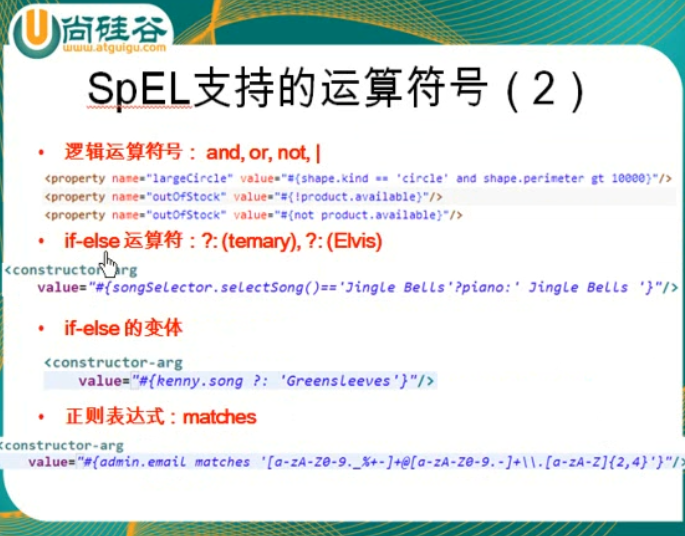 尚硅谷
www.atguigu.com
SpEL支持的运算符号（2）
• 逻辑运算符号： and, or, not, |
<property name="largeCircle" value="#{shape.kind == 'circle' and shape.perimeter gt 10000}"/>
<property name="outOfStock" value="#{!product.available}"/>
<property name="outOfStock" value="#{not product.available}"/>
• if-else 运算符：?: (ternary), ?: (Elvis)
<constructor-arg
value="#{songSelector.selectSong()=='Jingle Bells'?piano:' Jingle Bells '}"/>
• if-else 的变体
<constructor-arg
value="#{kenny.song ?: 'Greensleeves'}"/>
• 正则表达式：matches
<constructor-arg
value="#{admin.email matches '[a-zA-Z0-9._%+-]+@[a-zA-Z0-9.-]+\\.[a-zA-Z]{2,4}'}"/>